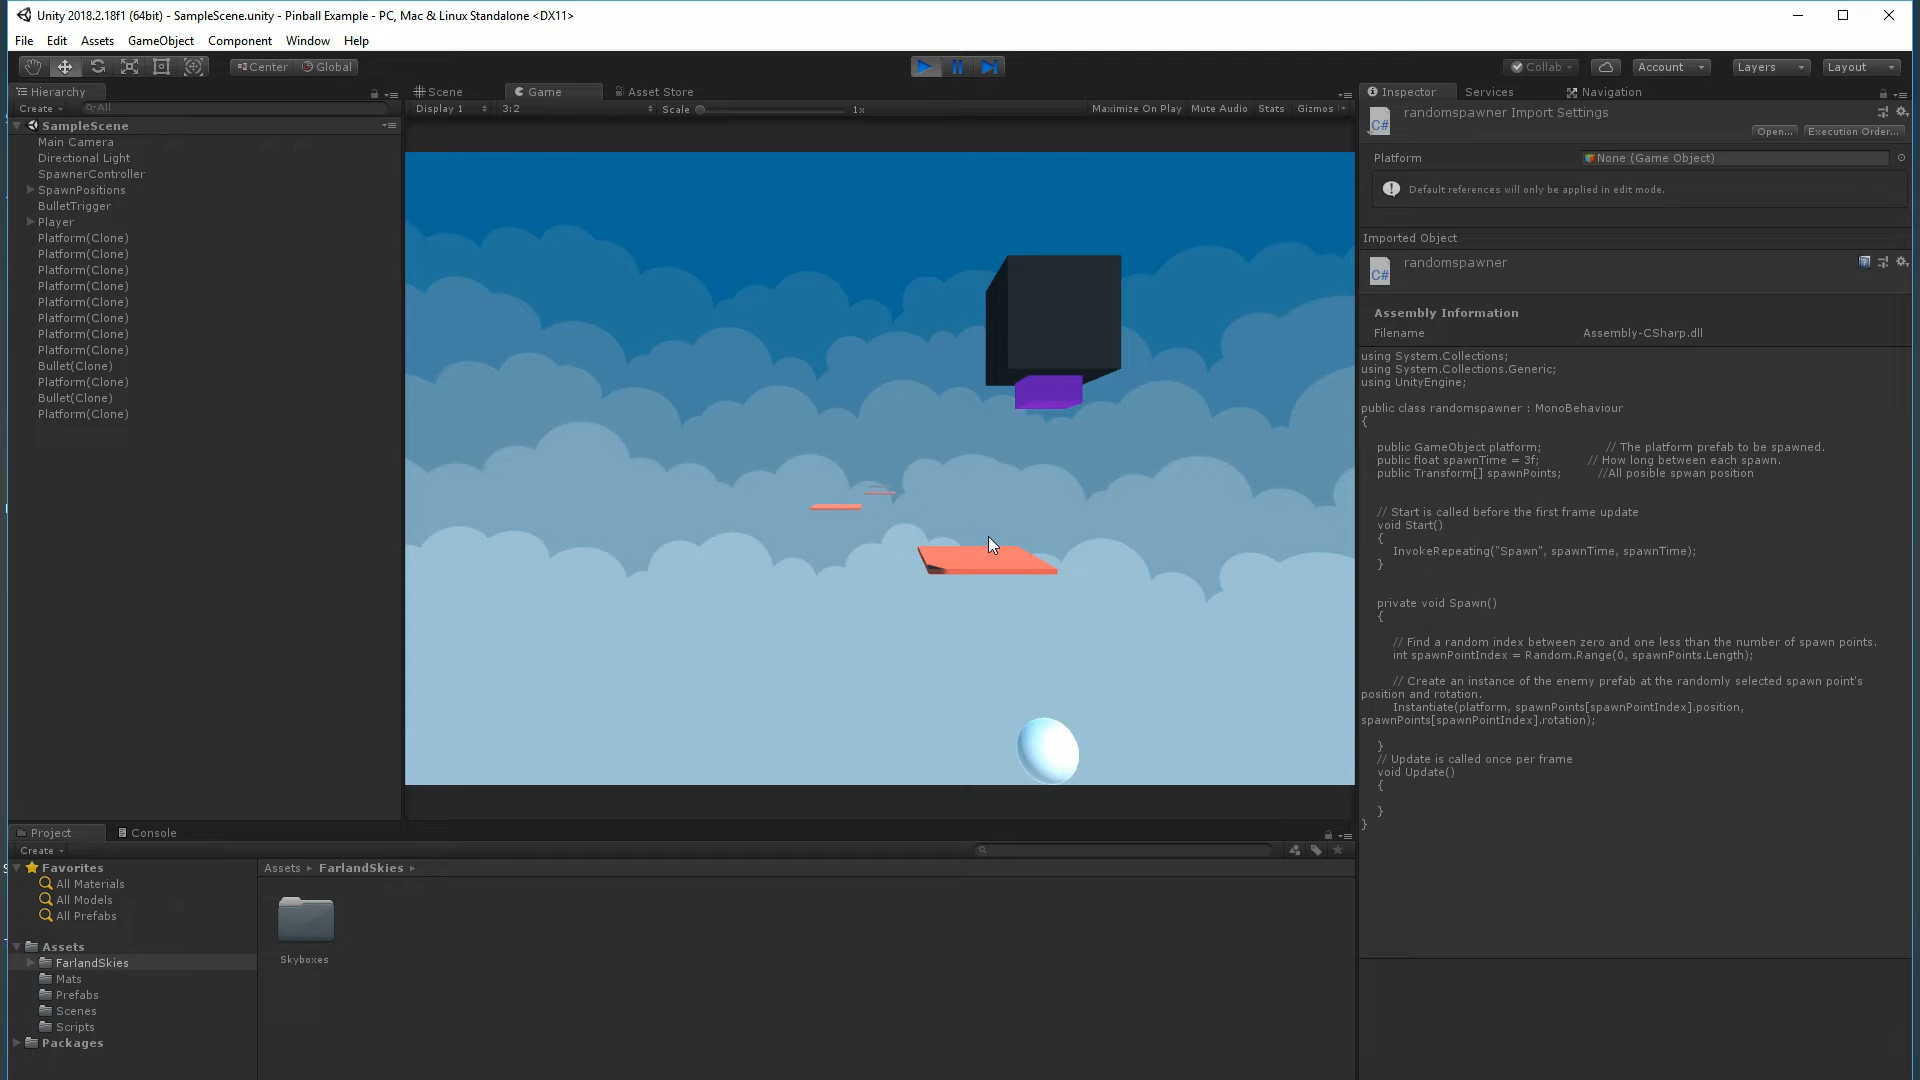 Unity 2018.2.18f1 (64bit) - SampleScene.unity - Pinball Example - PC, Mac & Linux Standalone <DX11>
File Edit Assets GameObject Component Window Help
Center Global Collab Account Layers Layout
Hierarchy
Create All
SampleScene
Main Camera
Directional Light
SpawnerController
SpawnPositions
BulletTrigger
Player
Platform(Clone)
Platform(Clone)
Platform(Clone)
Platform(Clone)
Platform(Clone)
Platform(Clone)
Platform(Clone)
Platform(Clone)
Bullet(Clone)
Platform(Clone)
Bullet(Clone)
Platform(Clone)
Scene Game Asset Store
Display 1 3:2 Scale 1x Maximize On Play Mute Audio Stats Gizmos
Inspector Services Navigation
randomspawner Import Settings
C#
Open... Execution Order...
Platform None (Game Object)
Default references will only be applied in edit mode.
Imported Object
randomspawner
C#
Assembly Information
Filename Assembly-CSharp.dll
using System.Collections;
using System.Collections.Generic;
using UnityEngine;
public class randomspawner : MonoBehaviour
{
public GameObject platform; // The platform prefab to be spawned.
public float spawnTime = 3f; // How long between each spawn.
public Transform[] spawnPoints; //All posible spwan position
// Start is called before the first frame update
void Start()
{
InvokeRepeating("Spawn", spawnTime, spawnTime);
}
private void Spawn()
{
// Find a random index between zero and one less than the number of spawn points.
int spawnPointIndex = Random.Range(0, spawnPoints.Length);
// Create an instance of the enemy prefab at the randomly selected spawn point's
position and rotation.
Instantiate(platform, spawnPoints[spawnPointIndex].position,
spawnPoints[spawnPointIndex].rotation);
}
// Update is called once per frame
void Update()
{
}
}
Project Console
Create
Favorites
All Materials
All Models
All Prefabs
Assets
FarlandSkies
Mats
Prefabs
Scenes
Scripts
Packages
Assets FarlandSkies
Skyboxes